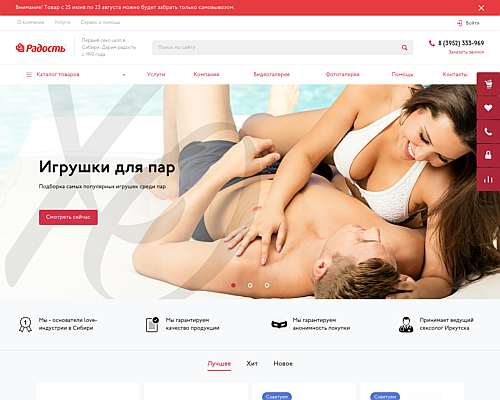 Внимание! Товар с 25 июня по 23 августа можно будет забрать только самовывозом.
О компании Услуги Сервис и помощь
Войти
Радость
Первый секс-шоп в
Сибири. Дарим радость
с 1992 года
Поиск по сайту
8 (3952) 333-969
Заказать звонок
Каталог товаров Услуги Компания Видеогалерея Фотогалерея Помощь Контакты
Игрушки для пар
Подборка самых популярных игрушек среди пар
Смотреть сейчас
Мы - основатели love-
индустрии в Сибири
Мы гарантируем
качество продукции
Мы гарантируем
анонимность покупки
Принимает ведущий
сексолог Иркутска
Лучшее Хит Новое
Советуем Советуем